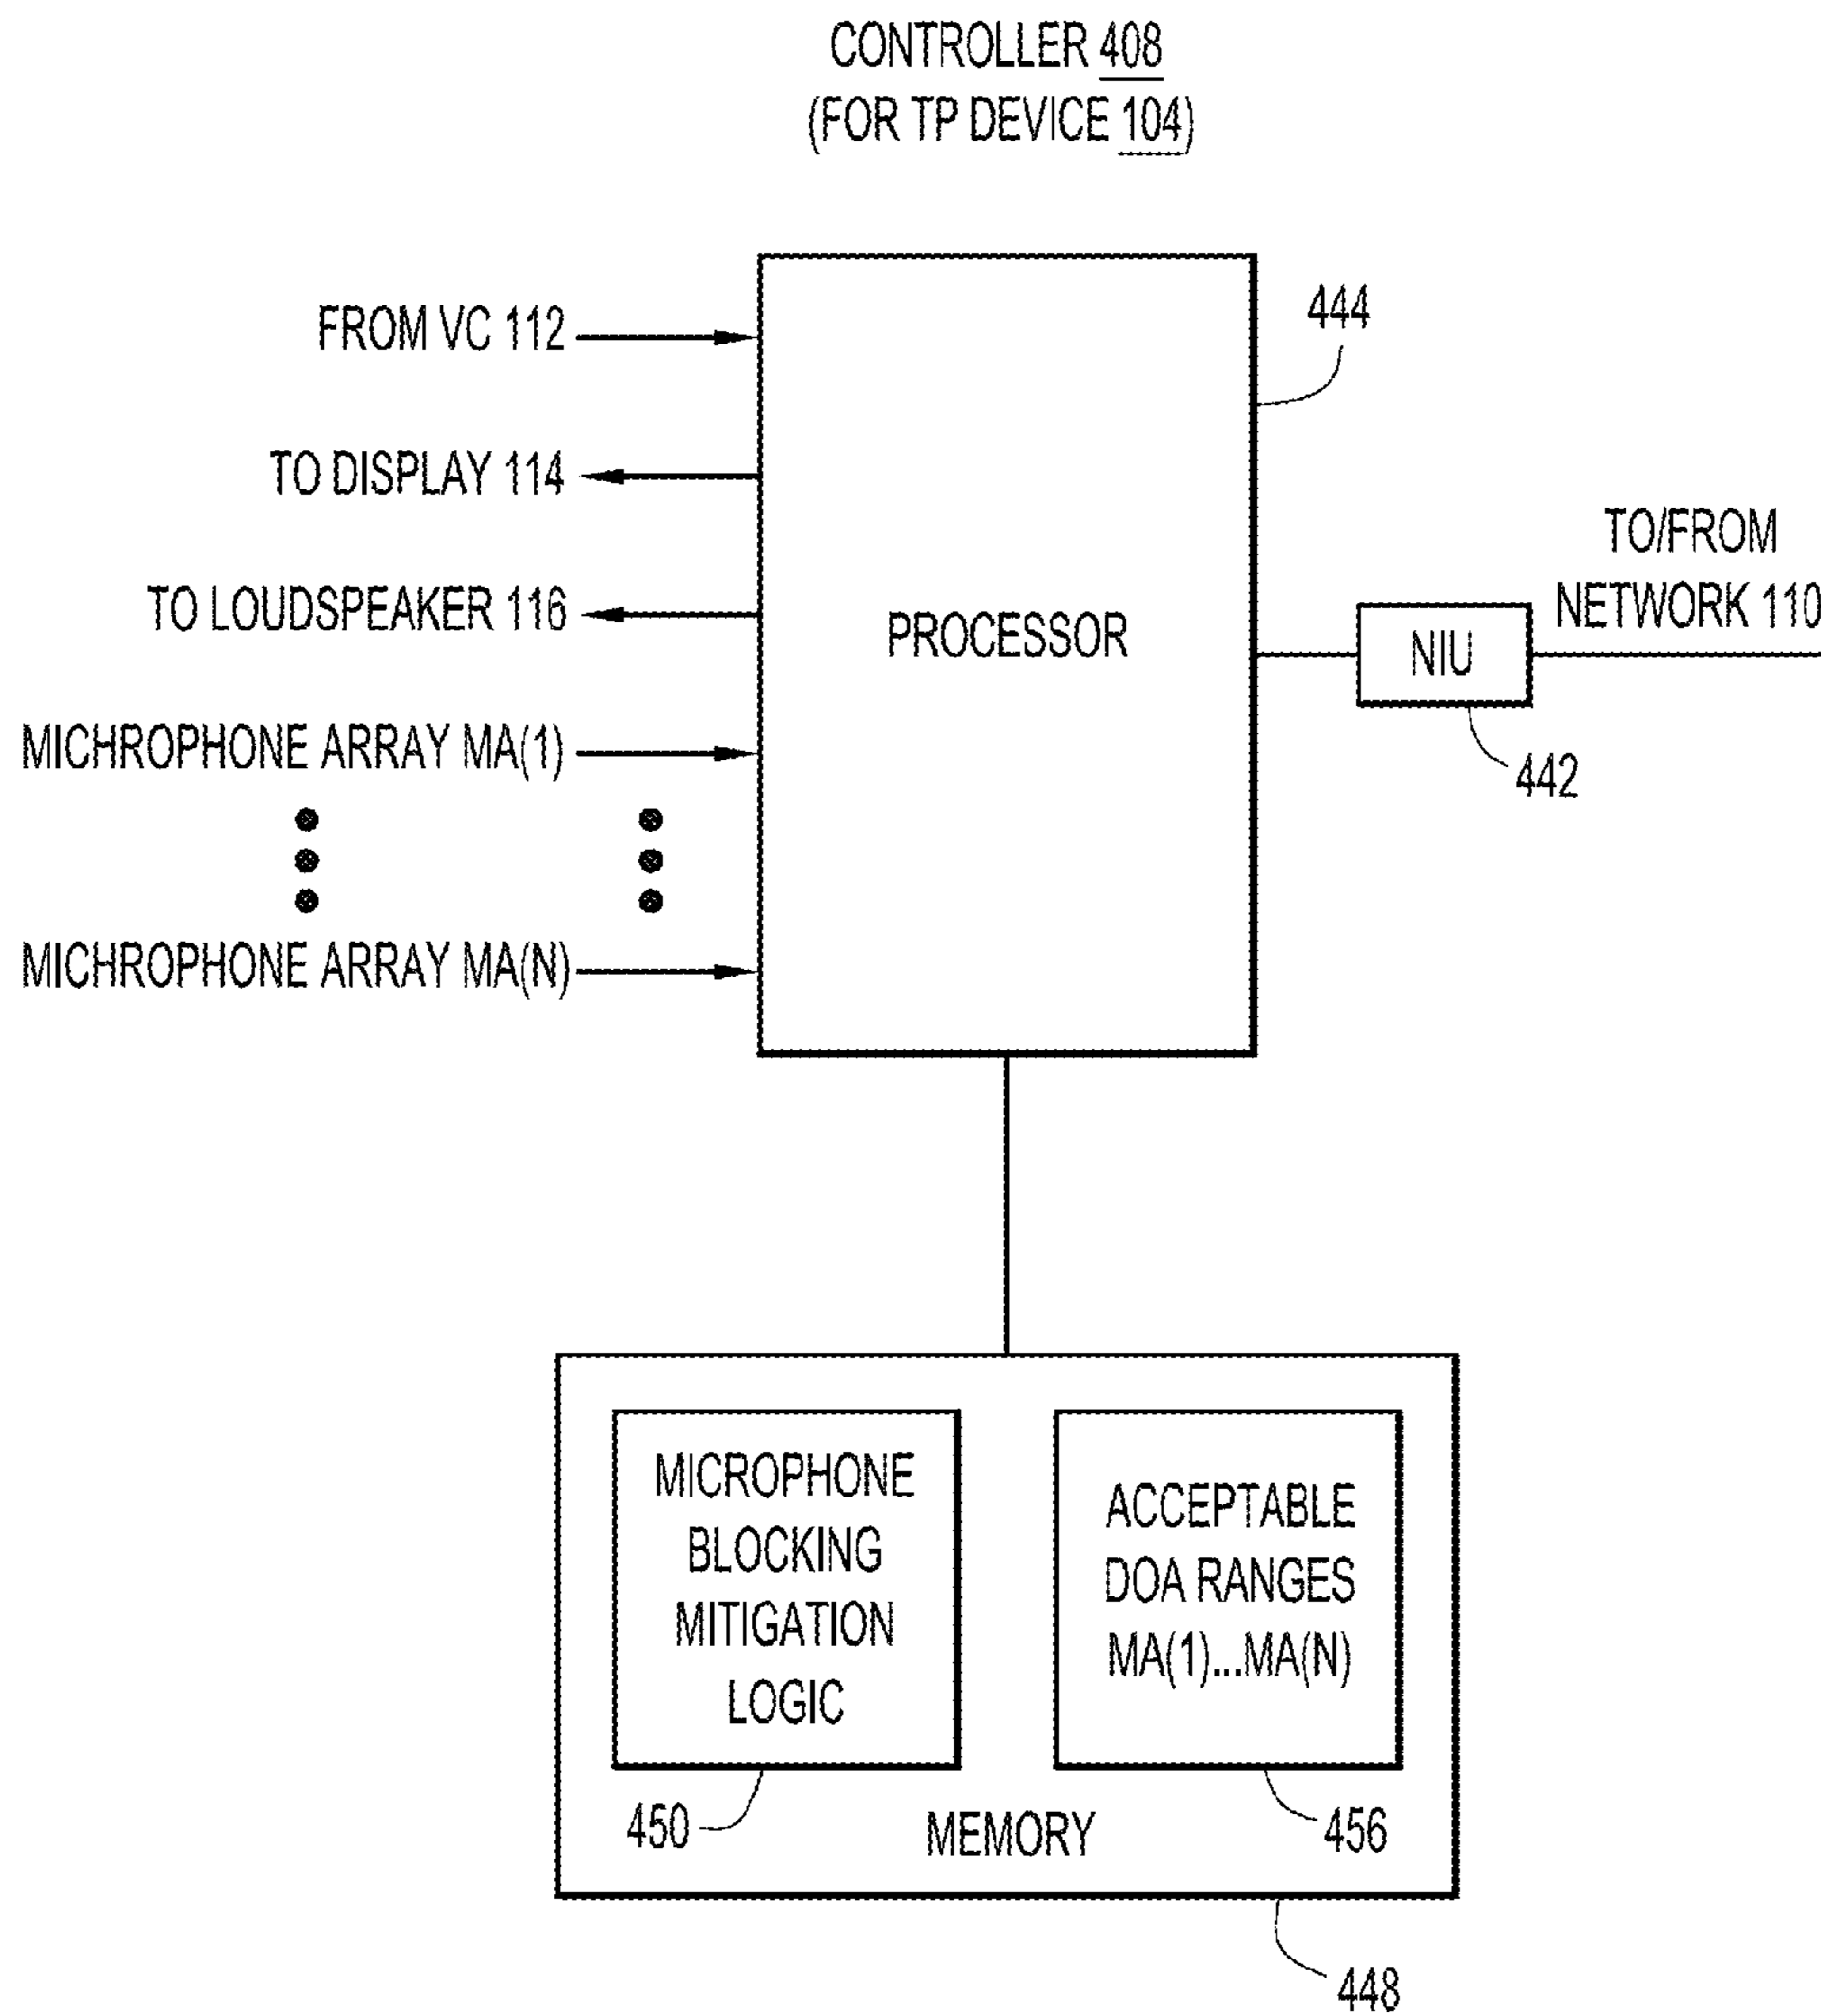 CONTROLLER 408
(FOR TP DEVICE 104)
FROM VC 112
444
TO DISPLAY 114
TO/FROM
NETWORK 110
TO LOUDSPEAKER 116
PROCESSOR
NIU
MICHROPHONE ARRAY MA(1)
442
MICHROPHONE ARRAY MA(N)
MICROPHONE
BLOCKING
MITIGATION
LOGIC
ACCEPTABLE
DOA RANGES
MA(1)...MA(N)
450
MEMORY
456
448